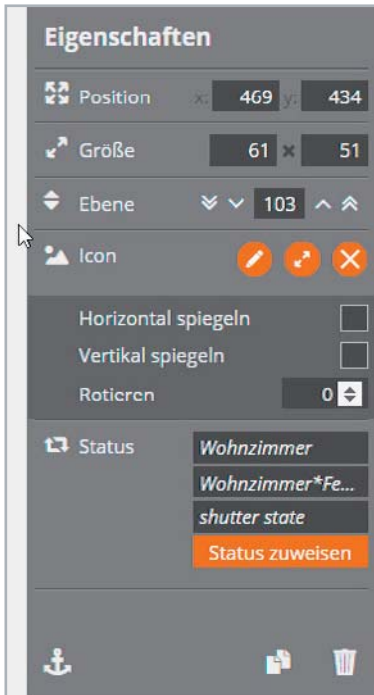 Eigenschaften
Position x: 469 y: 434
Größe 61 × 51
Ebene 103
Icon
Horizontal spiegeln
Vertikal spiegeln
Rotieren 0
Status Wohnzimmer
Wohnzimmer*Fe...
shutter state
Status zuweisen